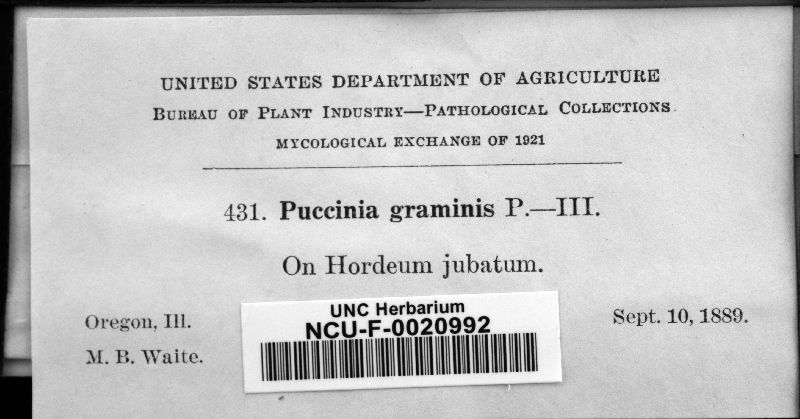 UNITED STATES DEPARTMENT OF AGRICULTURE
BUREAU OF PLANT INDUSTRY—PATHOLOGICAL COLLECTIONS
MYCOLOGICAL EXCHANGE OF 1921
431. Puccinia graminis P.—III.
On Hordeum jubatum.
Oregon, Ill.
Sept. 10, 1889.
M. B. Waite.
UNC Herbarium
NCU-F-0020992